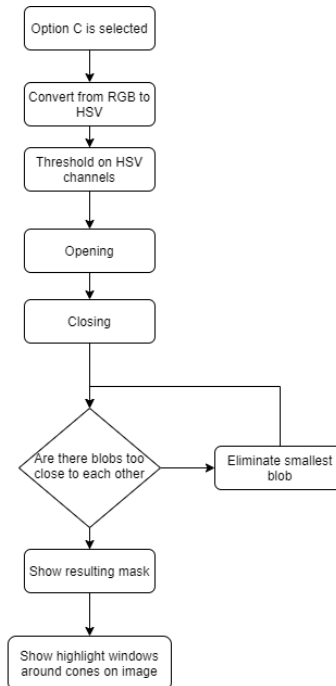 Option C is selected
Convert from RGB to
HSV
Threshold on HSV
channels
Opening
Closing
Are there blobs too
close to each other
Eliminate smallest
blob
Show resulting mask
Show highlight windows
around cones on image